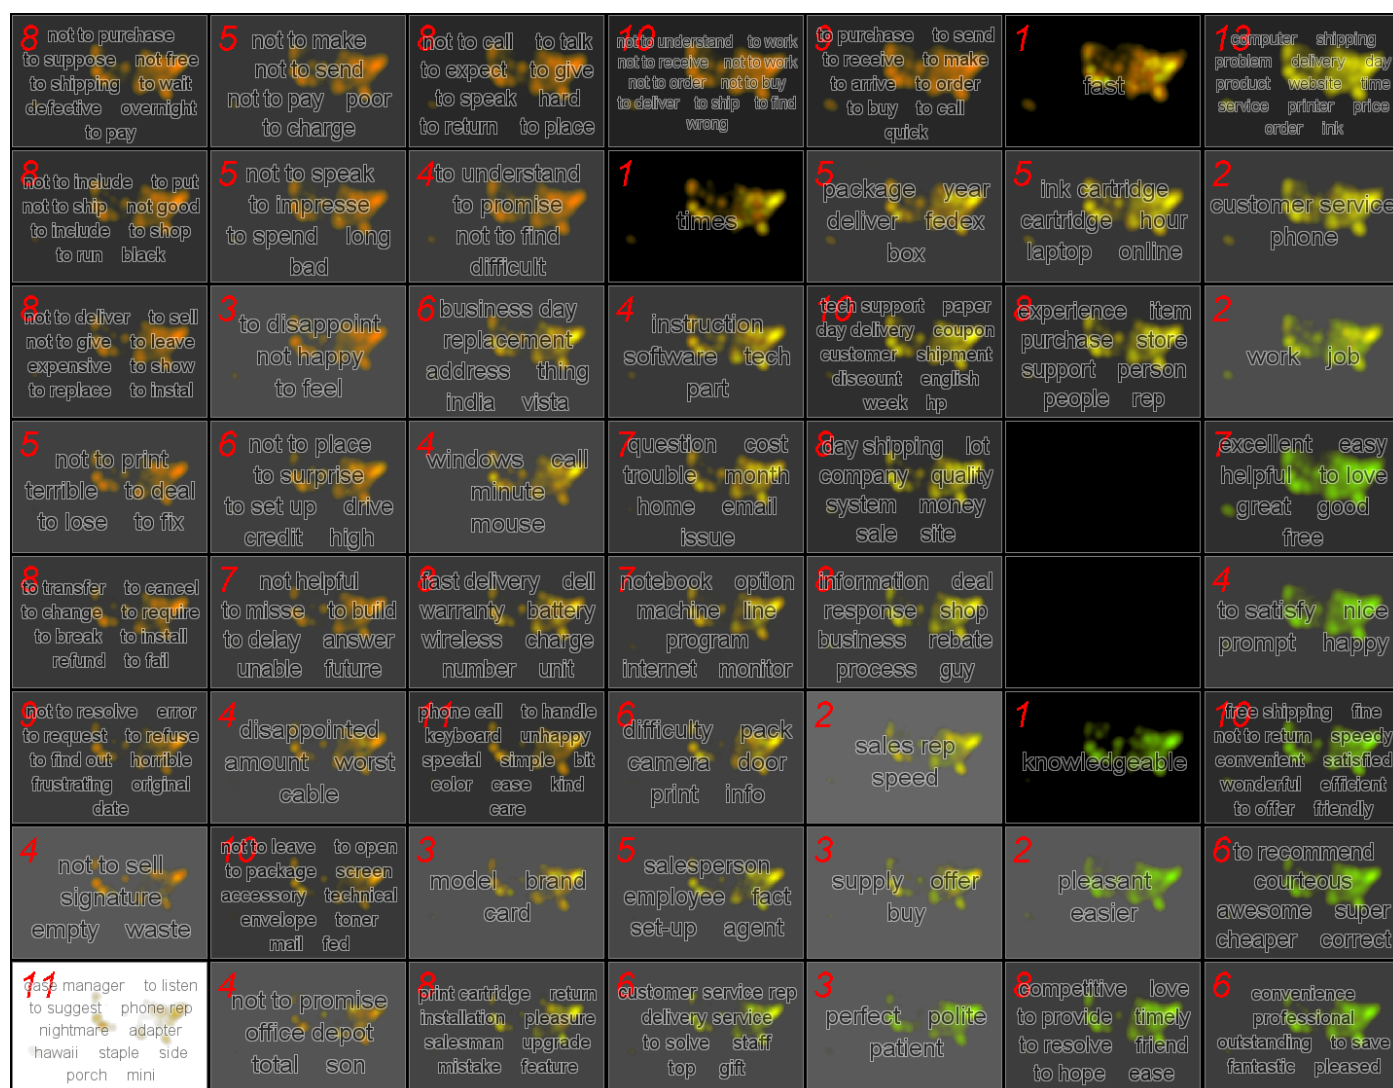 8
not to purchase
to suppose not free
to shipping to wait
defective overnight
to pay
5
not to make
not to send
not to pay poor
to charge
8
not to call to talk
to expect to give
to speak hard
to return to place
10
not to understand to work
not to receive not to work
not to order not to buy
to deliver to ship to find
wrong
9
to purchase to send
to receive to make
to arrive to order
to buy to call
quick
1
fast
13
computer shipping
problem delivery day
product website time
service printer price
order ink
8
not to include to put
not to ship not good
to include to shop
to run black
5
not to speak
to impresse
to spend long
bad
4
to understand
to promise
not to find
difficult
1
times
5
package year
deliver fedex
box
5
ink cartridge
cartridge hour
laptop online
2
customer service
phone
8
not to deliver to sell
not to give to leave
expensive to show
to replace to instal
3
to disappoint
not happy
to feel
6
business day
replacement
address thing
india vista
4
instruction
software tech
part
10
tech support paper
day delivery coupon
customer shipment
discount english
week hp
8
experience item
purchase store
support person
people rep
2
work job
5
not to print
terrible to deal
to lose to fix
6
not to place
to surprise
to set up drive
credit high
4
windows call
minute
mouse
7
question cost
trouble month
home email
issue
8
day shipping lot
company quality
system money
sale site
7
excellent easy
helpful to love
great good
free
8
to transfer to cancel
to change to require
to break to install
refund to fail
7
not helpful
to misse to build
to delay answer
unable future
8
fast delivery dell
warranty battery
wireless charge
number unit
7
notebook option
machine line
program
internet monitor
8
information deal
response shop
business rebate
process guy
4
to satisfy nice
prompt happy
9
not to resolve error
to request to refuse
to find out horrible
frustrating original
date
4
disappointed
amount worst
cable
11
phone call to handle
keyboard unhappy
special simple bit
color case kind
care
6
difficulty pack
camera door
print info
2
sales rep
speed
1
knowledgeable
10
free shipping fine
not to return speedy
convenient satisfied
wonderful efficient
to offer friendly
4
not to sell
signature
empty waste
10
not to leave to open
to package screen
accessory technical
envelope toner
mail fed
3
model brand
card
5
salesperson
employee fact
set-up agent
3
supply offer
buy
2
pleasant
easier
6
to recommend
courteous
awesome super
cheaper correct
11
case manager to listen
to suggest phone rep
nightmare adapter
hawaii staple side
porch mini
4
not to promise
office depot
total son
8
print cartridge return
installation pleasure
salesman upgrade
mistake feature
6
customer service rep
delivery service
to solve staff
top gift
3
perfect polite
patient
8
competitive love
to provide timely
to resolve friend
to hope ease
6
convenience
professional
outstanding to save
fantastic pleased